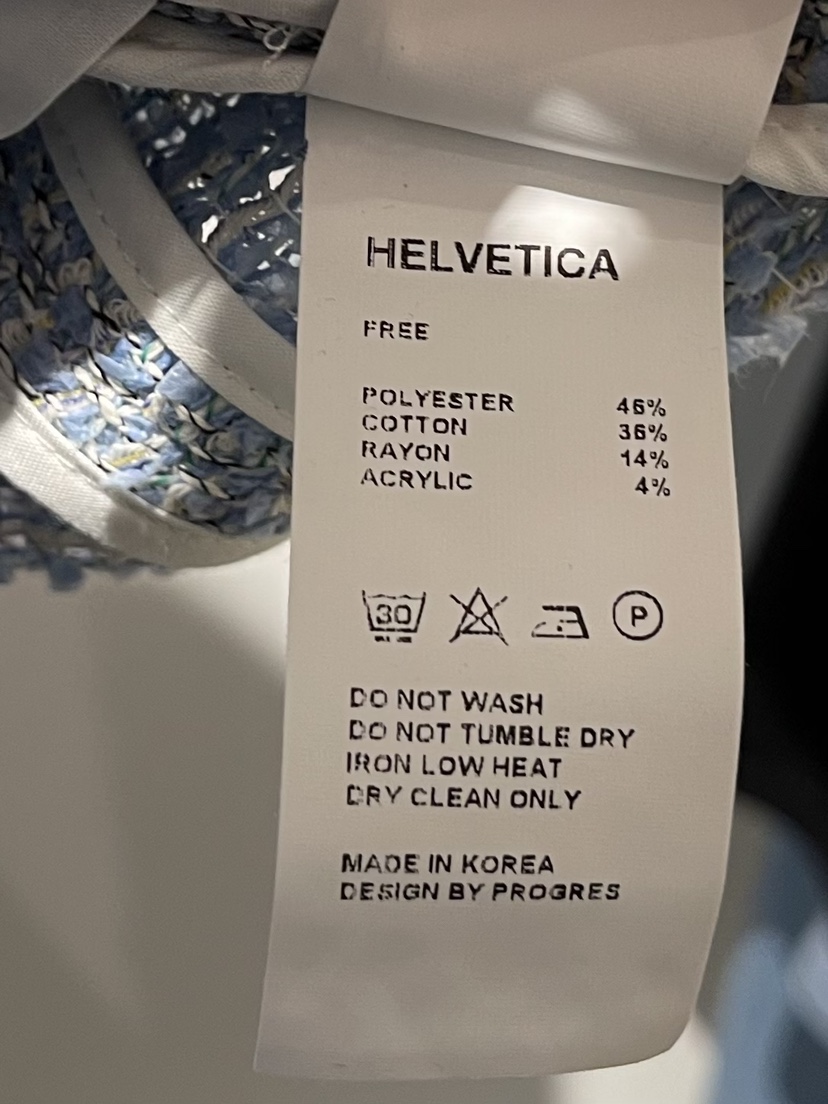 HELVETICA
FREE
POLYESTER 46%
COTTON 36%
RAYON 14%
ACRYLIC 4%
30 P
DO NOT WASH
DO NOT TUMBLE DRY
IRON LOW HEAT
DRY CLEAN ONLY
MADE IN KOREA
DESIGN BY PROGRES